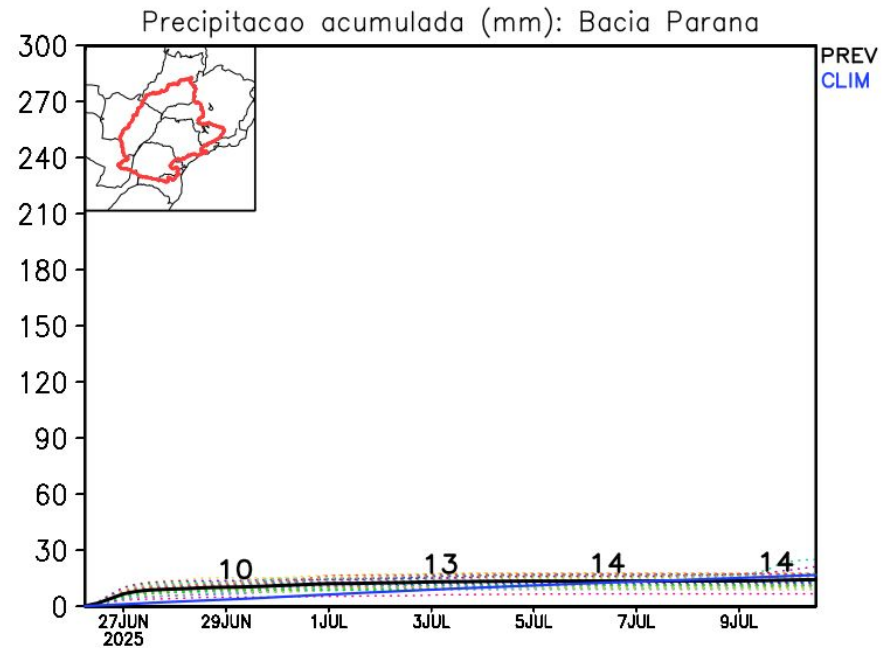 Precipitacao acumulada (mm): Bacia Parana
PREV
CLIM
300
270
240
210
180
150
120
90
60
30
0
10
13
14
14
27JUN
2025
29JUN
1JUL
3JUL
5JUL
7JUL
9JUL